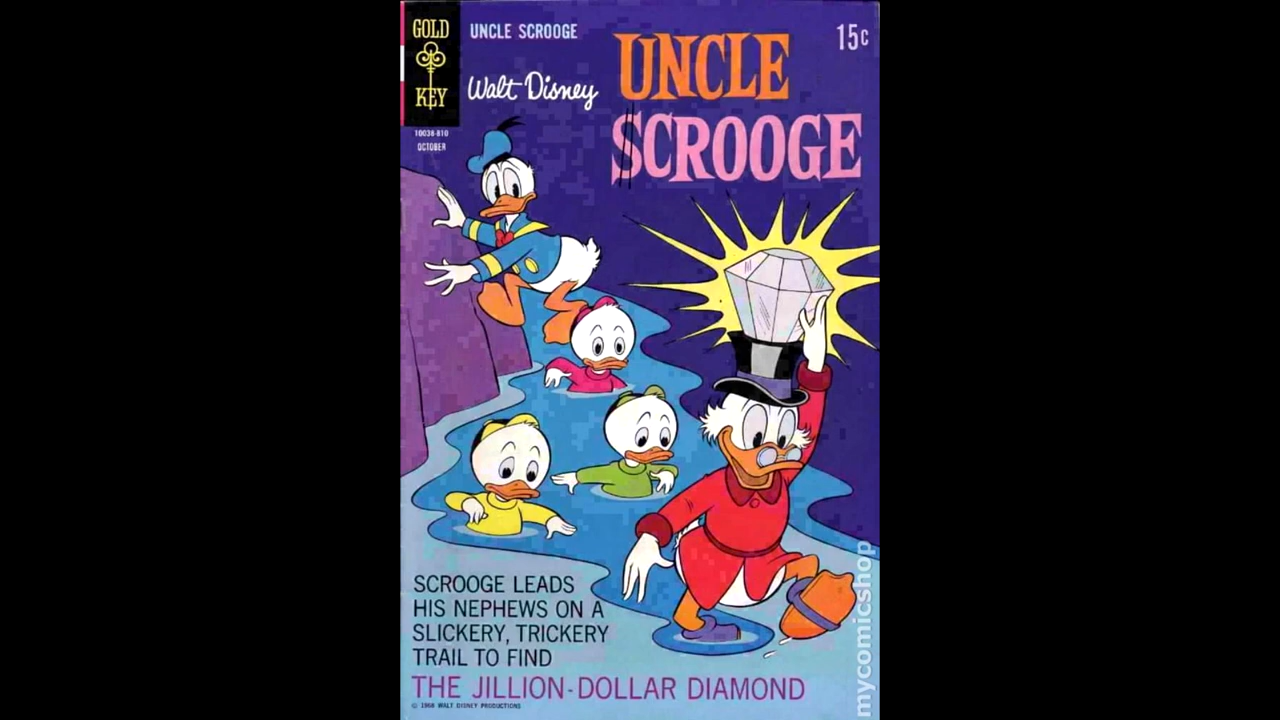 GOLD
KEY
UNCLE SCROOGE
15¢
Walt Disney
UNCLE
$CROOGE
10038-810
OCTOBER
SCROOGE LEADS
HIS NEPHEWS ON A
SLICKERY, TRICKERY
TRAIL TO FIND
THE JILLION-DOLLAR DIAMOND
© 1968 WALT DISNEY PRODUCTIONS
mycomicshop